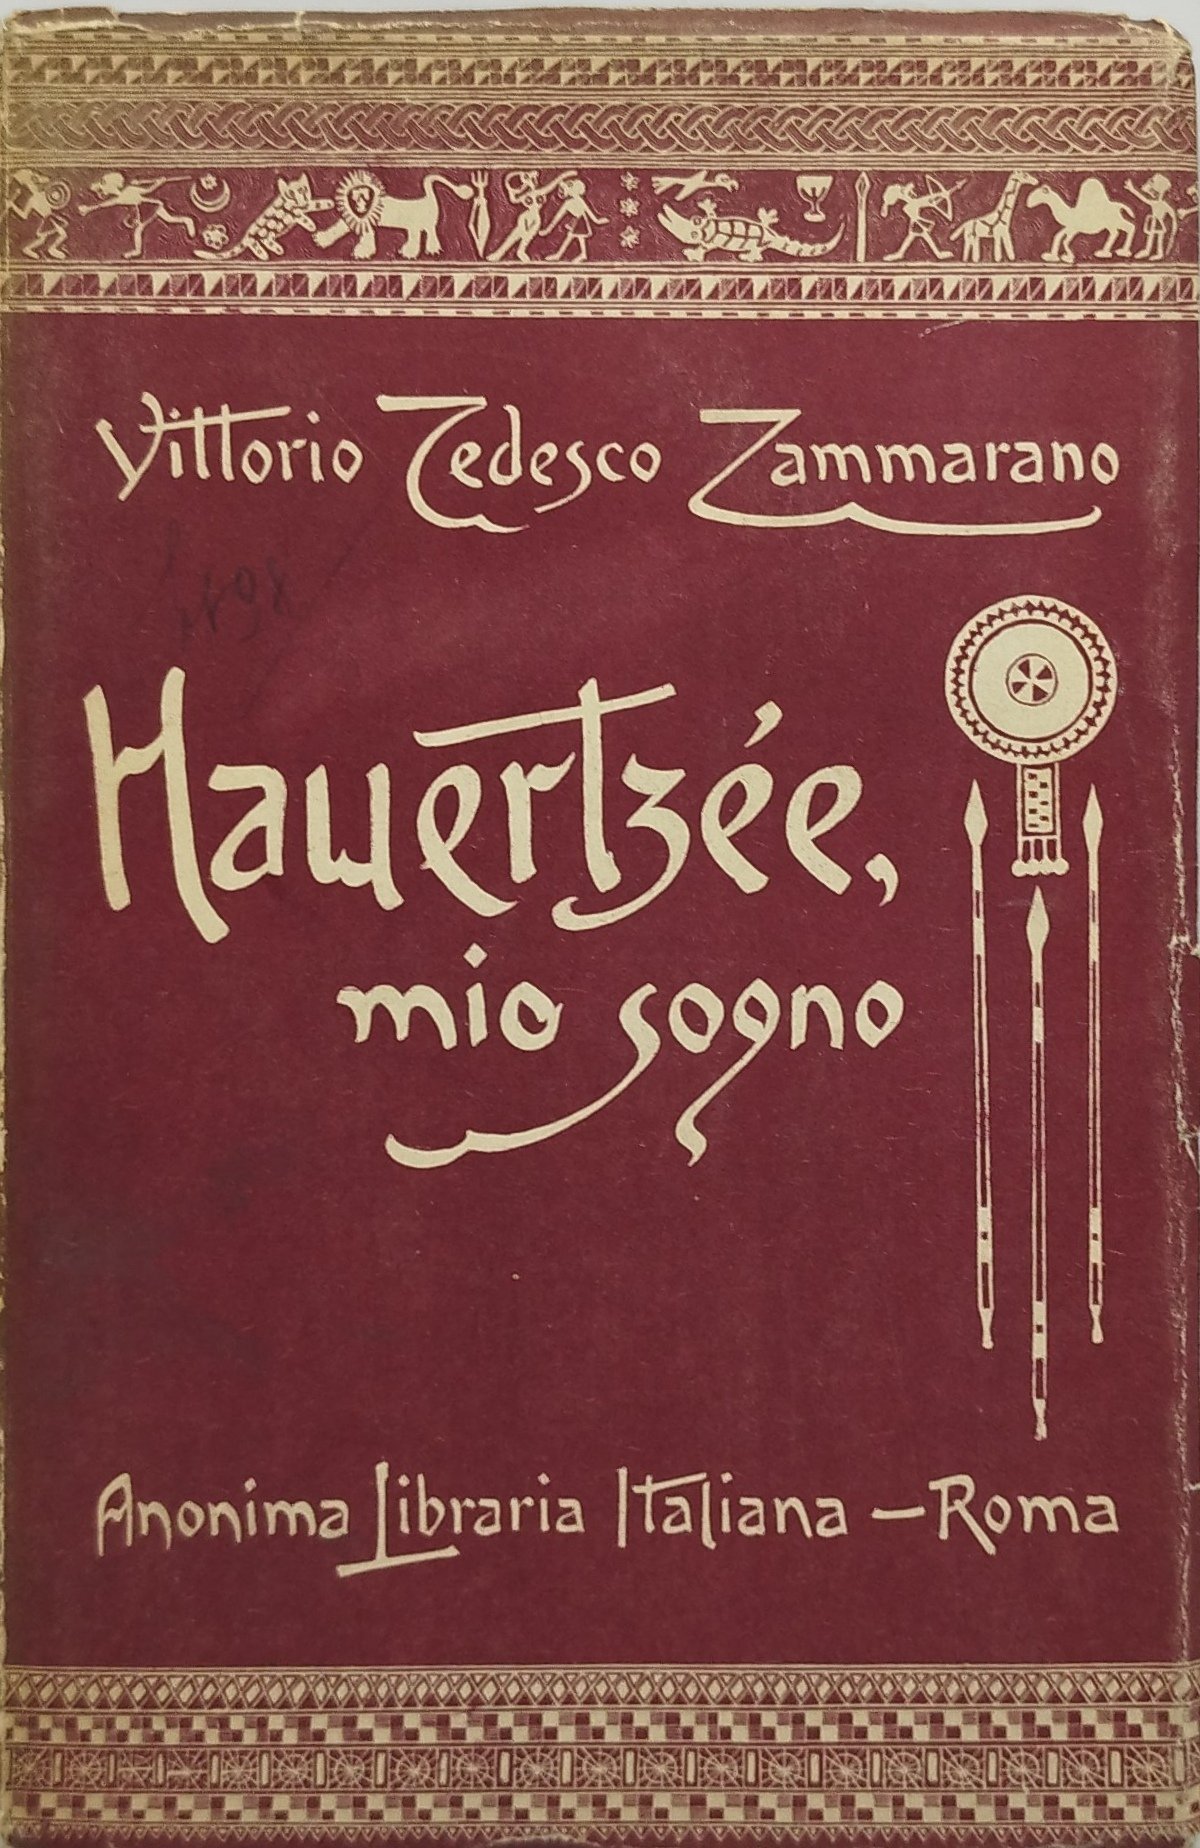 Vittorio Tedesco Zammarano
Hawertzée,
mio sogno
Anonima Libraria Italiana – Roma